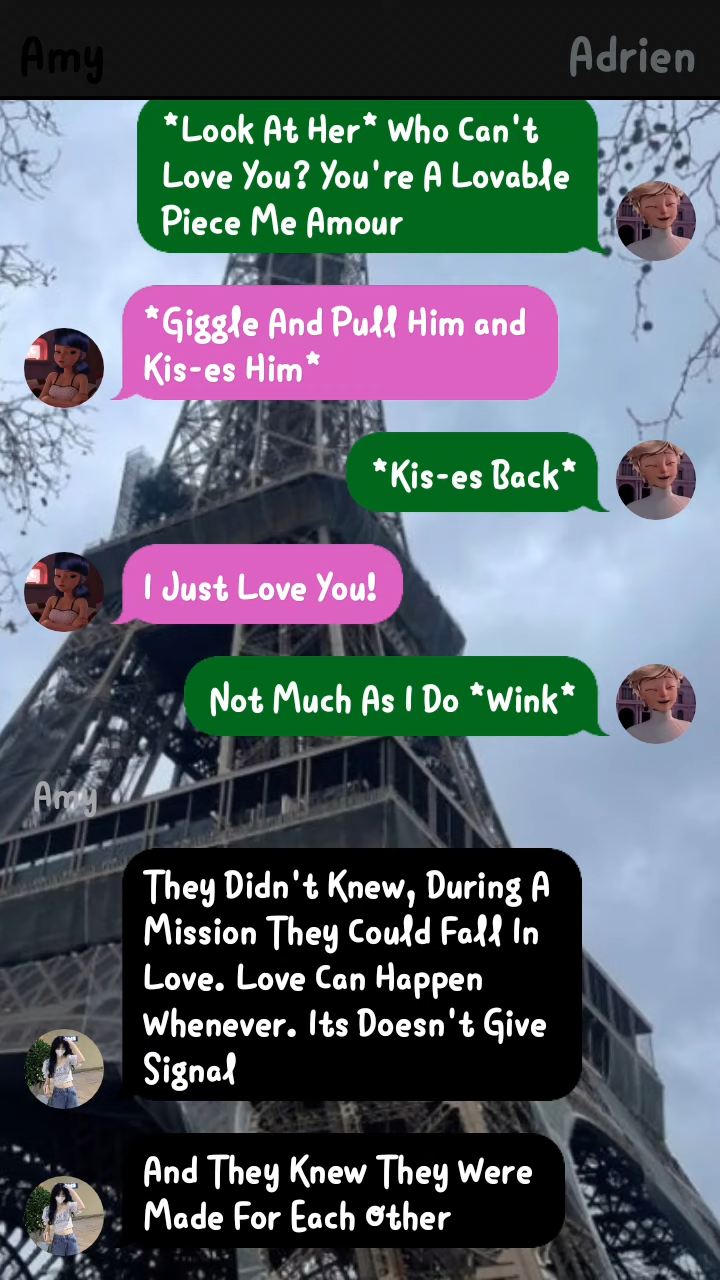 Amy
Adrien
*Look At Her* Who Can't
Love You? You're A Lovable
Piece Me Amour
*Giggle And Pull Him and
Kis-es Him*
*Kis-es Back*
I Just Love You!
Not Much As I Do *Wink*
Amy
They Didn't Knew, During A
Mission They Could Fall In
Love. Love Can Happen
Whenever. Its Doesn't Give
Signal
And They Knew They Were
Made For Each Other